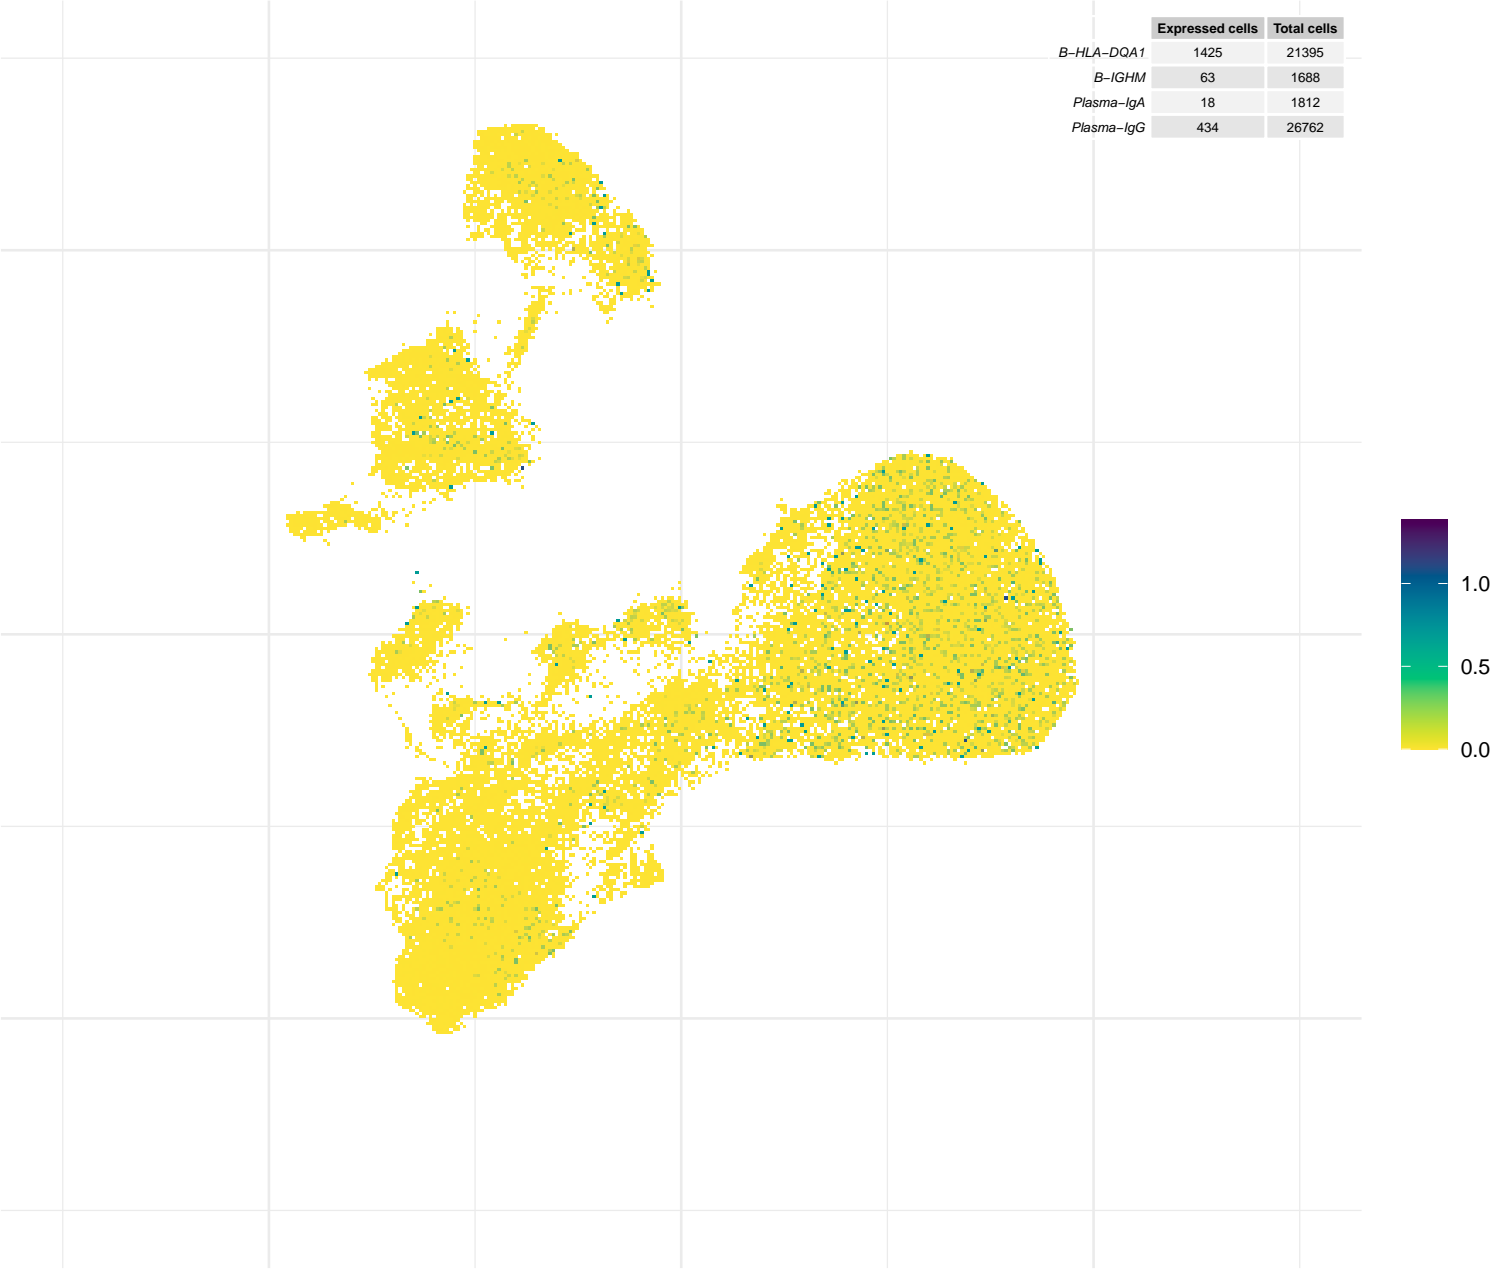 Expressed cells Total cells
B−HLA−DQA1 1425 21395
B−IGHM 63 1688
Plasma−IgA 18 1812
Plasma−IgG 434 26762
1.0
0.5
0.0